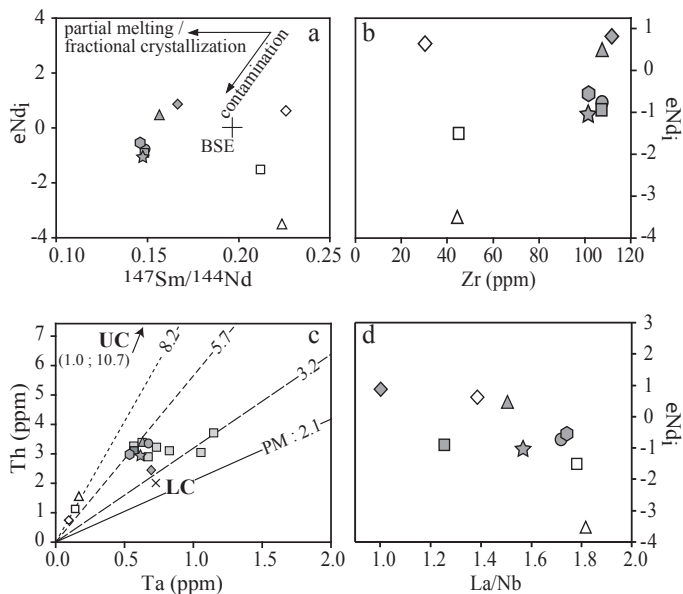 partial melting /
fractional crystallization
a
contamination
BSE
eNdi
4
2
0
-2
-4
0.10
0.15
0.20
0.25
147Sm/144Nd
b
1
0
-1
-2
-3
-4
eNdi
0
20
40
60
80
100
120
Zr (ppm)
UC
(1.0 ; 10.7)
8.2
5.7
c
3.2
PM : 2.1
LC
Th (ppm)
7
6
5
4
3
2
1
0
0.0
0.5
1.0
1.5
2.0
Ta (ppm)
d
3
2
1
0
-1
-2
-3
-4
eNdi
1.0
1.2
1.4
1.6
1.8
2.0
La/Nb